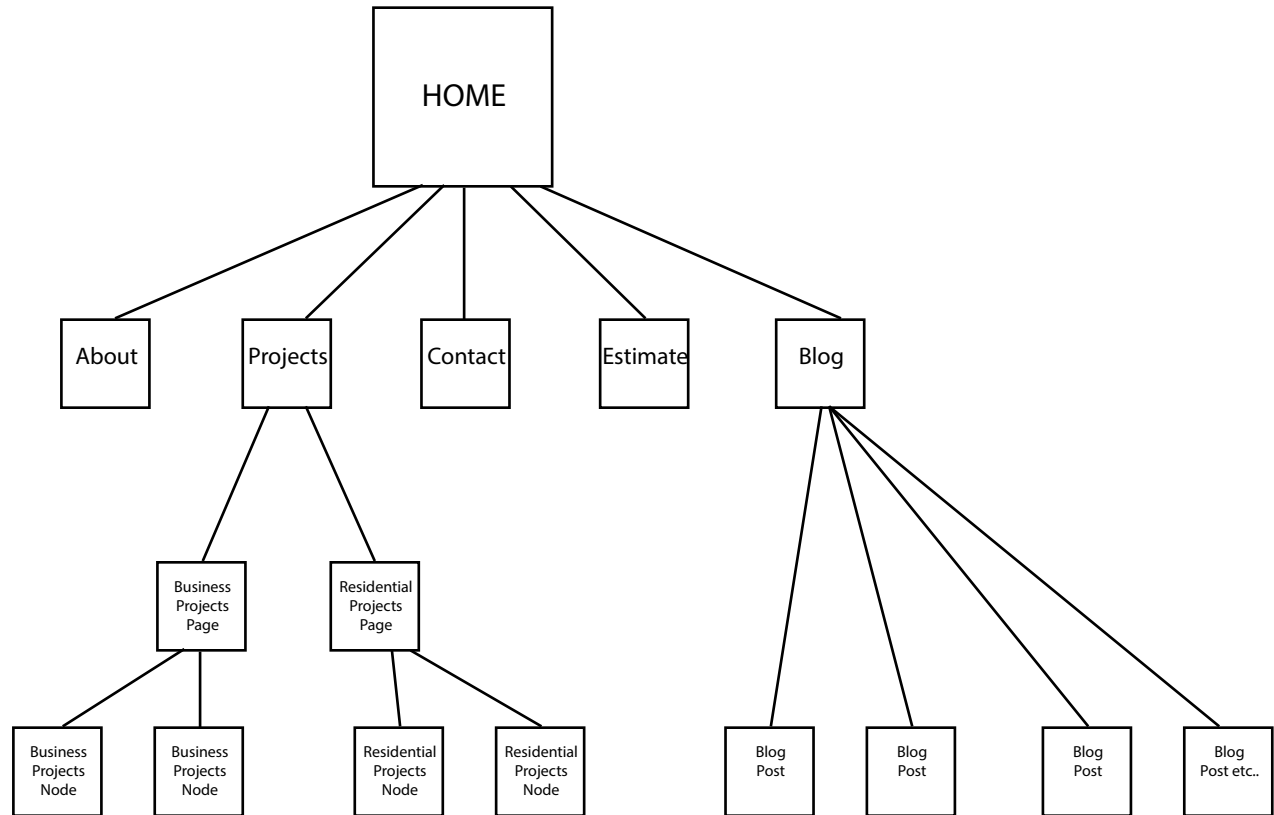 HOME
About
Projects
Contact
Estimate
Blog
Business
Projects
Page
Residential
Projects
Page
Business
Projects
Node
Business
Projects
Node
Residential
Projects
Node
Residential
Projects
Node
Blog
Post
Blog
Post
Blog
Post
Blog
Post etc..